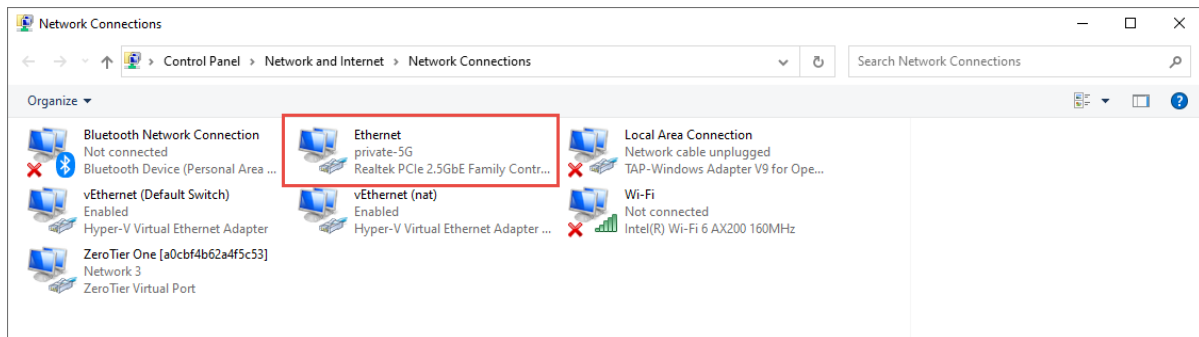 Network Connections
Control Panel > Network and Internet > Network Connections
Search Network Connections
Organize
Bluetooth Network Connection
Not connected
Bluetooth Device (Personal Area ...
Ethernet
private-5G
Realtek PCIe 2.5GbE Family Contr...
Local Area Connection
Network cable unplugged
TAP-Windows Adapter V9 for Ope...
vEthernet (Default Switch)
Enabled
Hyper-V Virtual Ethernet Adapter
vEthernet (nat)
Enabled
Hyper-V Virtual Ethernet Adapter ...
Wi-Fi
Not connected
Intel(R) Wi-Fi 6 AX200 160MHz
ZeroTier One [a0cbf4b62a4f5c53]
Network 3
ZeroTier Virtual Port